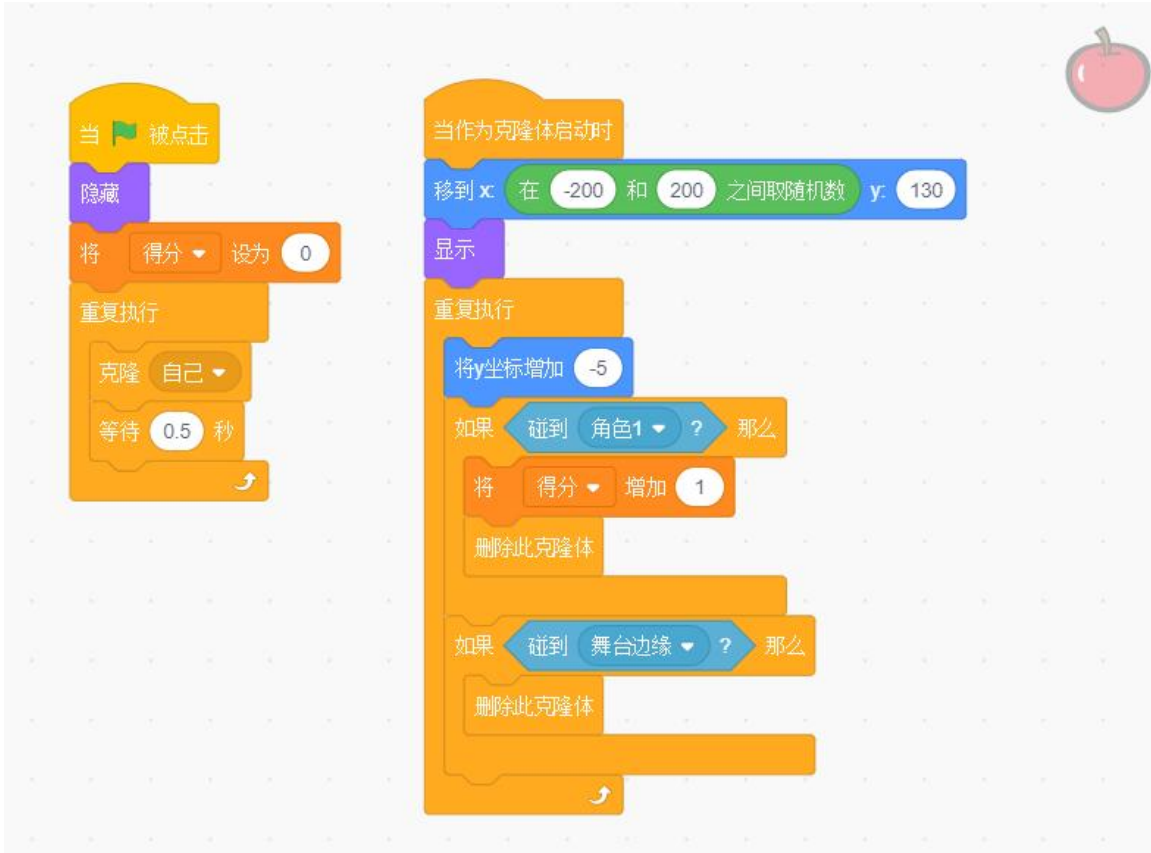 当 被点击
隐藏
将 得分 设为 0
重复执行
克隆 自己
等待 0.5 秒
当作为克隆体启动时
移到 x: 在 -200 和 200 之间取随机数 y: 130
显示
重复执行
将y坐标增加 -5
如果 碰到 角色1 ? 那么
将 得分 增加 1
删除此克隆体
如果 碰到 舞台边缘 ? 那么
删除此克隆体